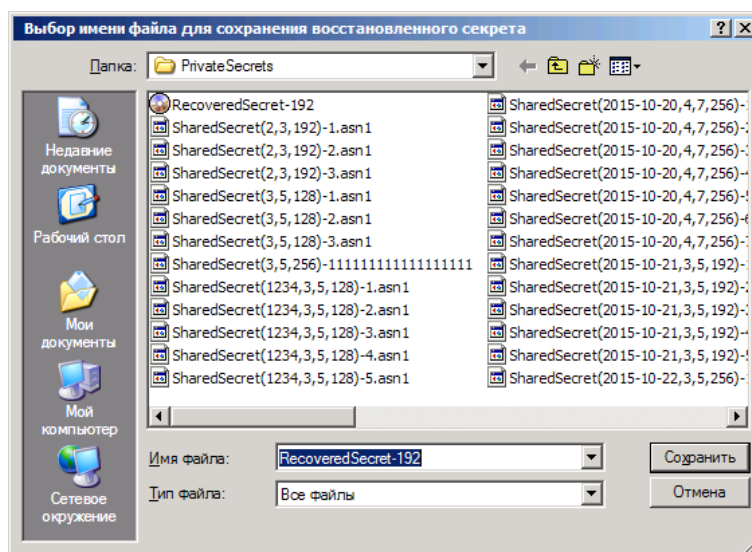 Выбор имени файла для сохранения восстановленного секрета
Папка:
PrivateSecrets
Недавние
документы
Рабочий стол
Мои
документы
Мой
компьютер
Сетевое
окружение
RecoveredSecret-192
SharedSecret(2,3,192)-1.asn1
SharedSecret(2,3,192)-2.asn1
SharedSecret(2,3,192)-3.asn1
SharedSecret(3,5,128)-1.asn1
SharedSecret(3,5,128)-2.asn1
SharedSecret(3,5,128)-3.asn1
SharedSecret(3,5,256)-111111111111111111
SharedSecret(1234,3,5,128)-1.asn1
SharedSecret(1234,3,5,128)-2.asn1
SharedSecret(1234,3,5,128)-3.asn1
SharedSecret(1234,3,5,128)-4.asn1
SharedSecret(1234,3,5,128)-5.asn1
SharedSecret(2015-10-20,4,7,256)-
SharedSecret(2015-10-20,4,7,256)-
SharedSecret(2015-10-20,4,7,256)-
SharedSecret(2015-10-20,4,7,256)-
SharedSecret(2015-10-20,4,7,256)-
SharedSecret(2015-10-20,4,7,256)-
SharedSecret(2015-10-20,4,7,256)-
SharedSecret(2015-10-21,3,5,192)-
SharedSecret(2015-10-21,3,5,192)-
SharedSecret(2015-10-21,3,5,192)-
SharedSecret(2015-10-21,3,5,192)-
SharedSecret(2015-10-21,3,5,192)-
SharedSecret(2015-10-22,3,5,256)-
Имя файла:
RecoveredSecret-192
Сохранить
Тип файла:
Все файлы
Отмена